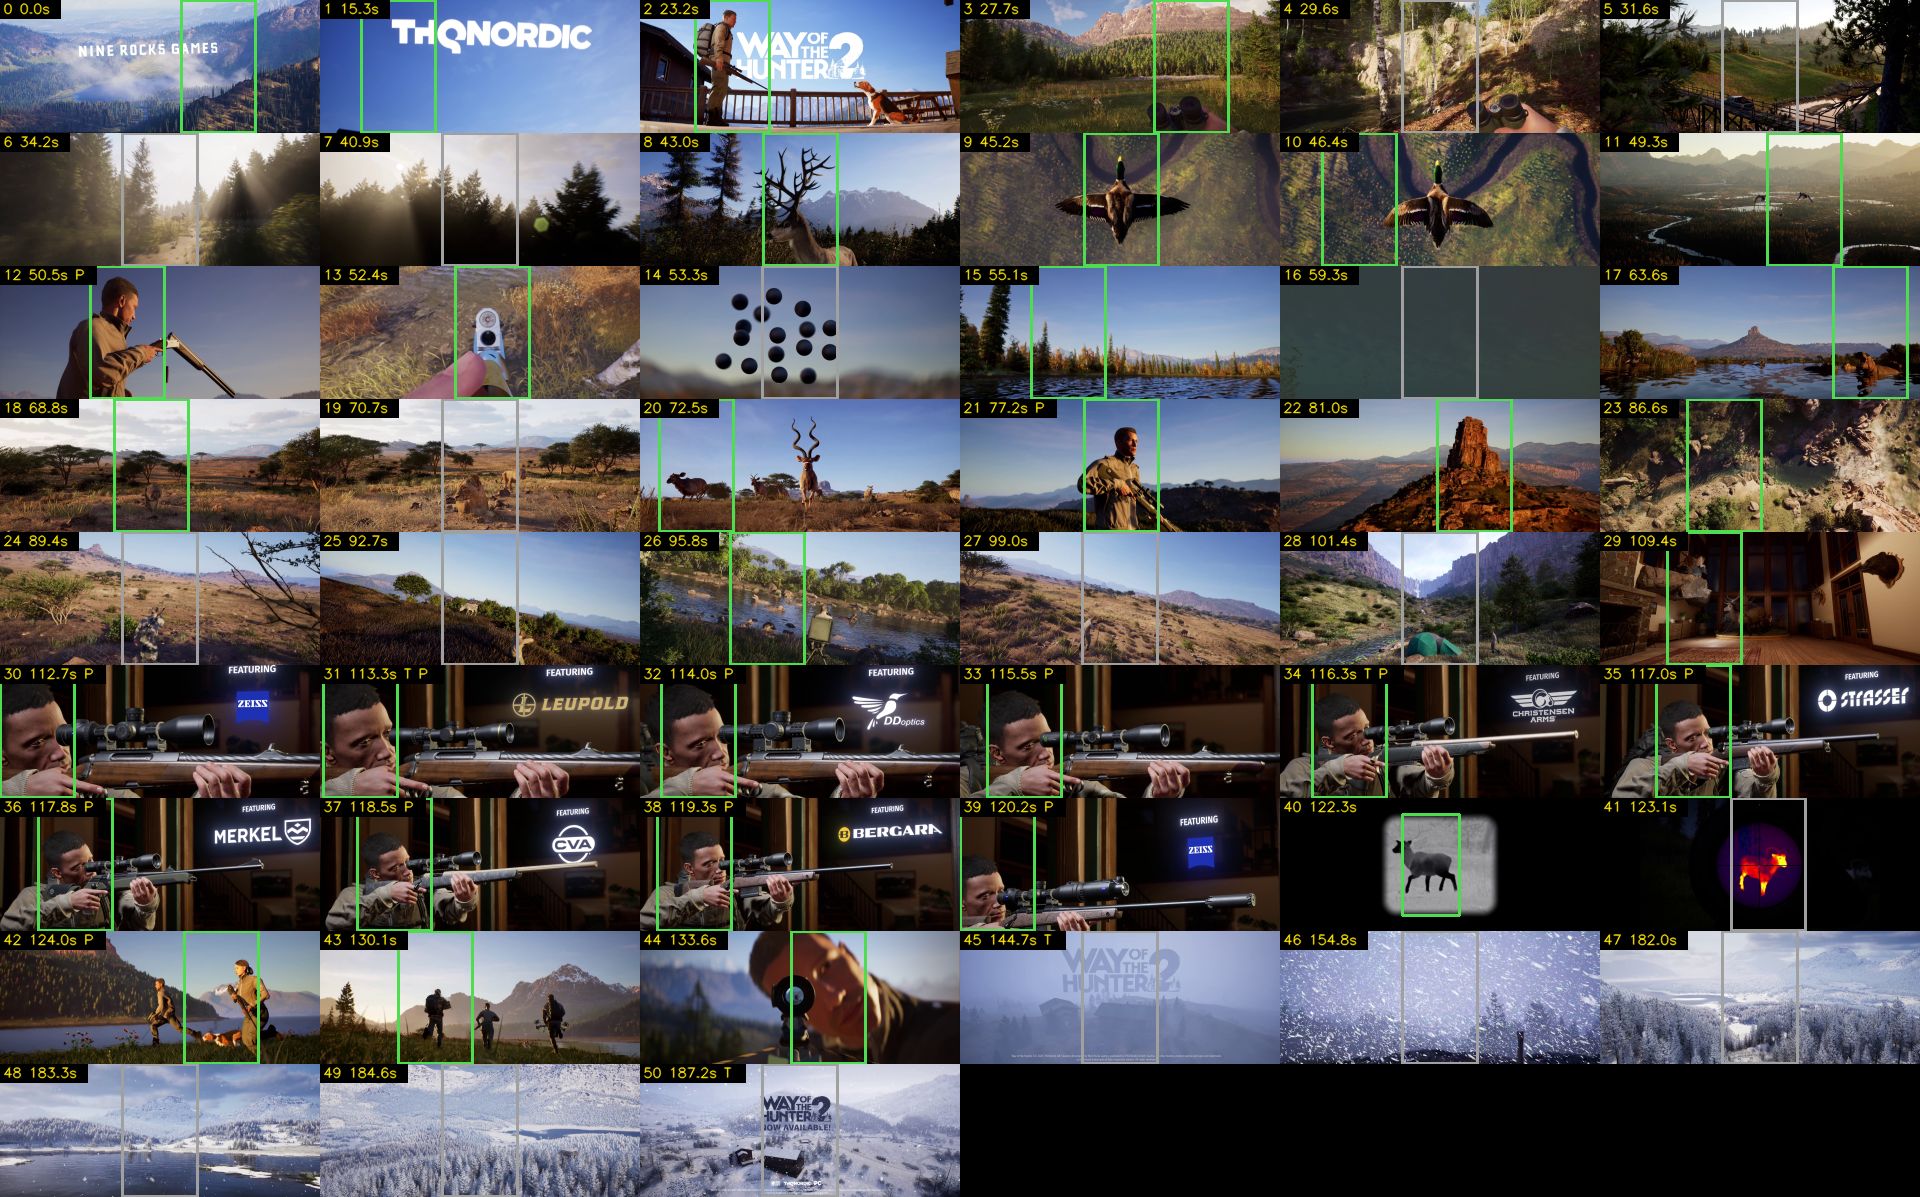 0 0.0s
NINE ROCKS GAMES
1 15.3s
THQNORDIC
2 23.2s
WAY OF THE HUNTER 2
3 27.7s
4 29.6s
5 31.6s
6 34.2s
7 40.9s
8 43.0s
9 45.2s
10 46.4s
11 49.3s
12 50.5s P
13 52.4s
14 53.3s
15 55.1s
16 59.3s
17 63.6s
18 68.8s
19 70.7s
20 72.5s
21 77.2s P
22 81.0s
23 86.6s
24 89.4s
25 92.7s
26 95.8s
27 99.0s
28 101.4s
29 109.4s
30 112.7s P
FEATURING
ZEISS
31 113.3s T P
FEATURING
LEUPOLD
32 114.0s P
FEATURING
DDoptics
33 115.5s P
34 116.3s T P
FEATURING
CHRISTENSEN
ARMS
35 117.0s P
FEATURING
STRASSER
36 117.8s P
FEATURING
MERKEL
37 118.5s P
FEATURING
CVA
38 119.3s P
FEATURING
BERGARA
39 120.2s P
FEATURING
ZEISS
40 122.3s
41 123.1s
42 124.0s P
43 130.1s
44 133.6s
45 144.7s T
WAY OF THE HUNTER 2
46 154.8s
47 182.0s
48 183.3s
49 184.6s
50 187.2s T
WAY OF THE HUNTER 2
NOW AVAILABLE!
THQNORDIC PC